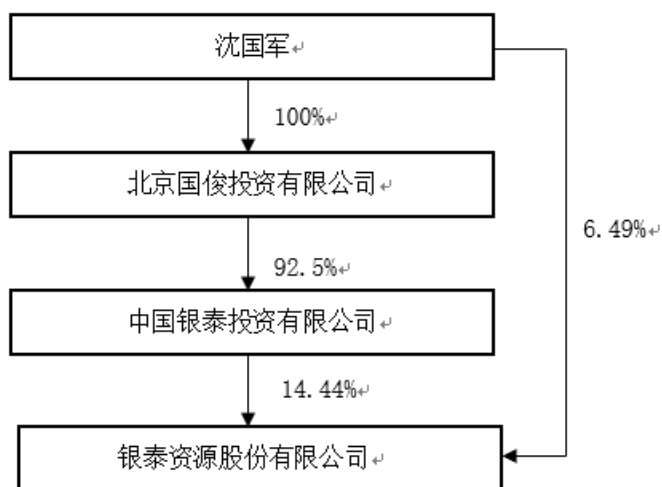 沈国军
100%
北京国俊投资有限公司
6.49%
92.5%
中国银泰投资有限公司
14.44%
银泰资源股份有限公司